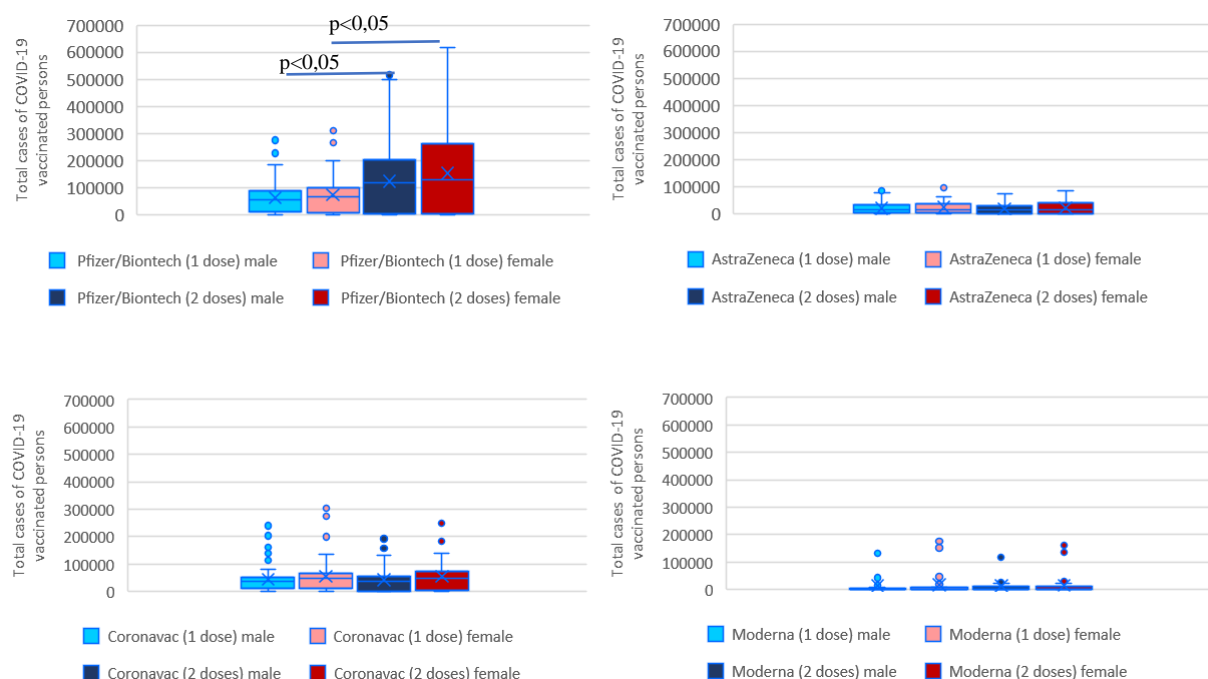 p<0,05
p<0,05
Total cases of COVID-19
vaccinated persons
700000
600000
500000
400000
300000
200000
100000
0
Pfizer/Biontech (1 dose) male
Pfizer/Biontech (1 dose) female
Pfizer/Biontech (2 doses) male
Pfizer/Biontech (2 doses) female
Total cases of COVID-19
vaccinated persons
700000
600000
500000
400000
300000
200000
100000
0
AstraZeneca (1 dose) male
AstraZeneca (1 dose) female
AstraZeneca (2 doses) male
AstraZeneca (2 doses) female
Total cases of COVID-19
vaccinated persons
700000
600000
500000
400000
300000
200000
100000
0
Coronavac (1 dose) male
Coronavac (1 dose) female
Coronavac (2 doses) male
Coronavac (2 doses) female
Total cases of COVID-19
vaccinated persons
700000
600000
500000
400000
300000
200000
100000
0
Moderna (1 dose) male
Moderna (1 dose) female
Moderna (2 doses) male
Moderna (2 doses) female